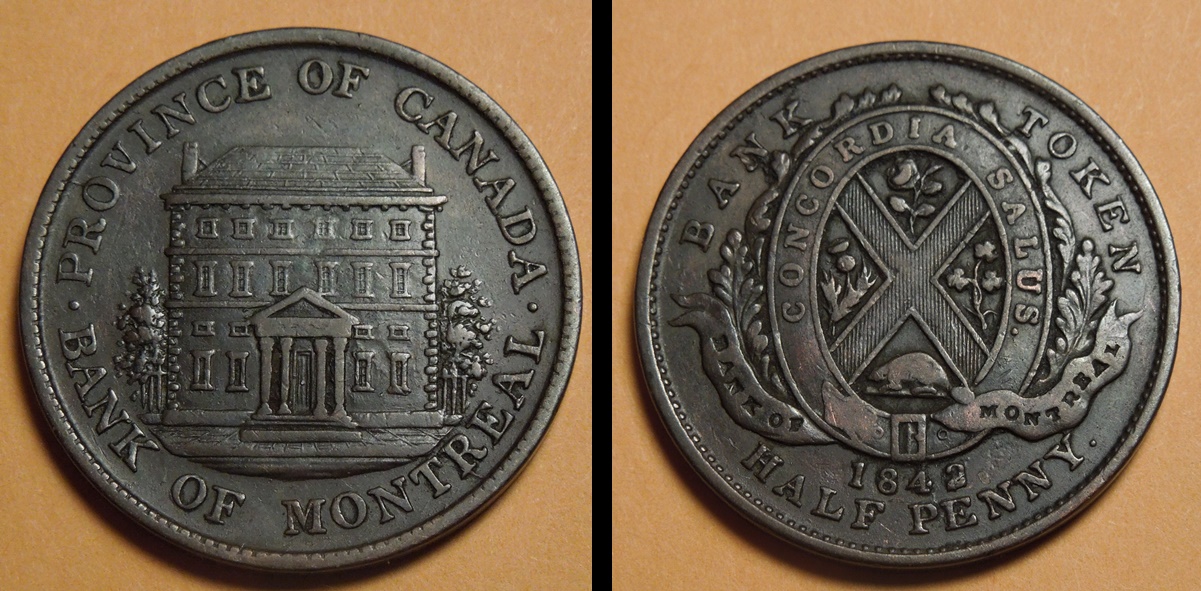 · PROVINCE OF CANADA ·
BANK OF MONTREAL
BANK TOKEN
CONCORDIA SALUS.
BANK OF MONTREAL
1842
HALF PENNY.